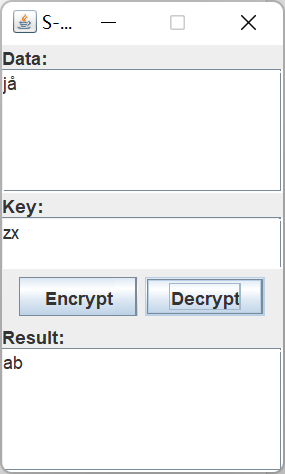 S-...
Data:
jå
Key:
zx
Encrypt
Decrypt
Result:
ab